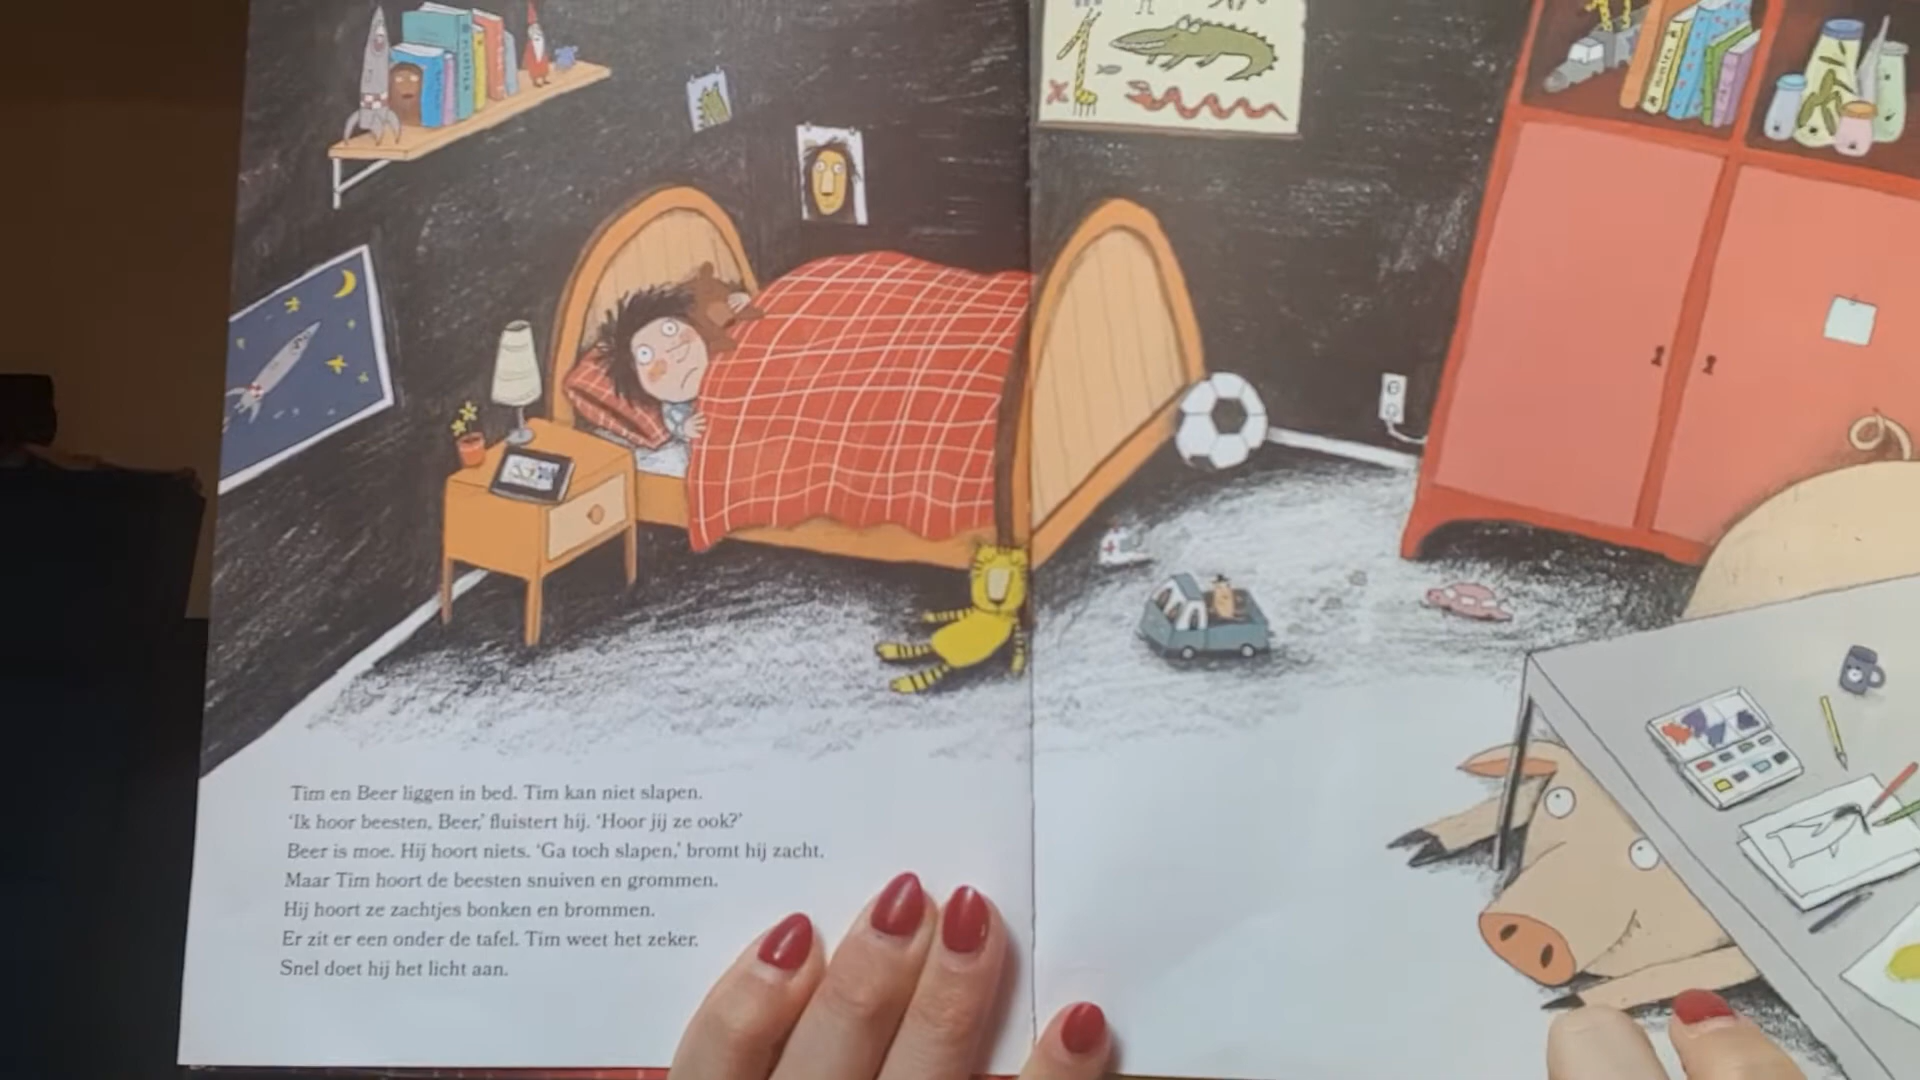 Tim en Beer liggen in bed. Tim kan niet slapen.
‘Ik hoor beesten, Beer,’ fluistert hij. ‘Hoor jij ze ook?’
Beer is moe. Hij hoort niets. ‘Ga toch slapen,’ bromt hij zacht.
Maar Tim hoort de beesten snuiven en grommen.
Hij hoort ze zachtjes bonken en brommen.
Er zit er een onder de tafel. Tim weet het zeker.
Snel doet hij het licht aan.